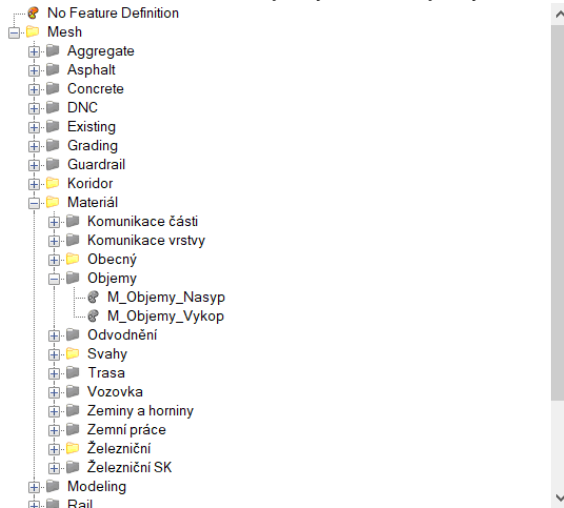 No Feature Definition
Mesh
Aggregate
Asphalt
Concrete
DNC
Existing
Grading
Guardrail
Koridor
Materiál
Komunikace části
Komunikace vrstvy
Obecný
Objemy
M_Objemy_Nasyp
M_Objemy_Vykop
Odvodnění
Svahy
Trasa
Vozovka
Zeminy a horniny
Zemní práce
Železniční
Železniční SK
Modeling
Rail